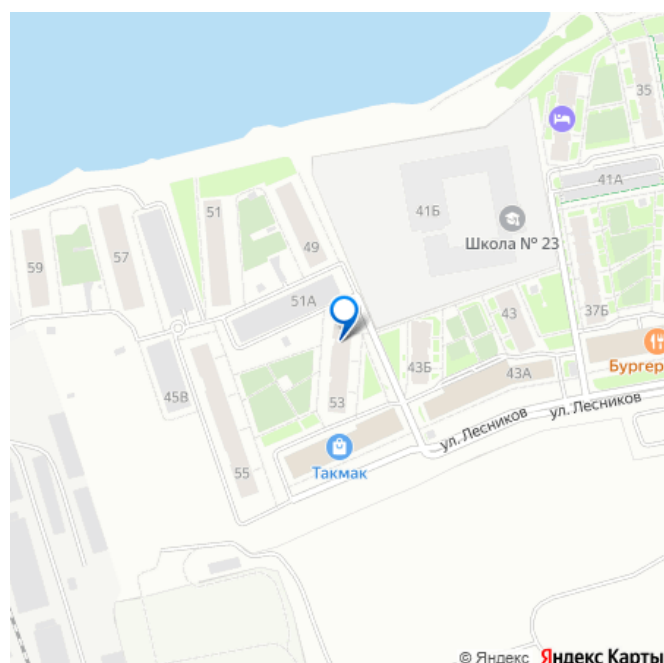 35
41А
41Б
Школа № 23
51
49
57
59
51А
43
37Б
43Б
Бургер
43А
45В
53
ул. Лесников
ул. Лесников
55
Такмак
© Яндекс Яндекс Карты